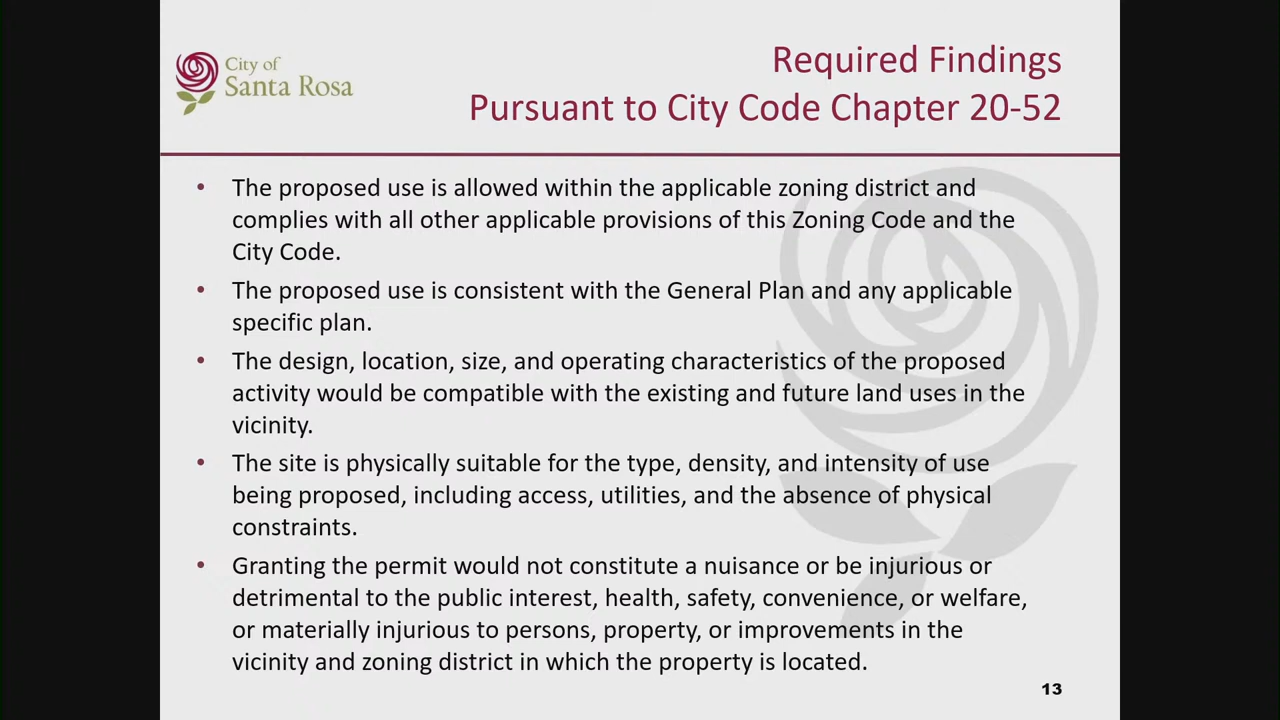 City of
Santa Rosa
Required Findings
Pursuant to City Code Chapter 20-52
• The proposed use is allowed within the applicable zoning district and
complies with all other applicable provisions of this Zoning Code and the
City Code.
• The proposed use is consistent with the General Plan and any applicable
specific plan.
• The design, location, size, and operating characteristics of the proposed
activity would be compatible with the existing and future land uses in the
vicinity.
• The site is physically suitable for the type, density, and intensity of use
being proposed, including access, utilities, and the absence of physical
constraints.
• Granting the permit would not constitute a nuisance or be injurious or
detrimental to the public interest, health, safety, convenience, or welfare,
or materially injurious to persons, property, or improvements in the
vicinity and zoning district in which the property is located.
13